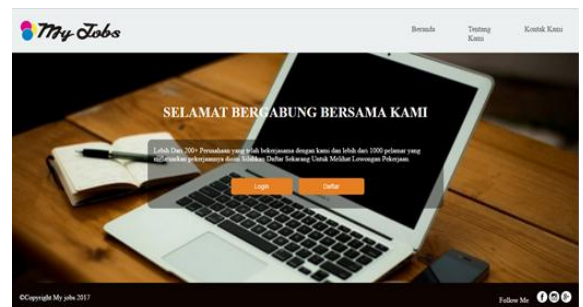 My Jobs
Beranda
Tentang
Kami
Kontak Kami
SELAMAT BERGABUNG BERSAMA KAMI
Lebih Dari 200+ Perusahaan yang telah bekerjasama dengan kami dan lebih dari 1000 pelamar yang
pekerjaannya disini Silahkan Daftar Sekarang Untuk Melihat Lowongan Pekerjaan.
Login
Daftar
©Copyright My jobs 2017
Follow Me